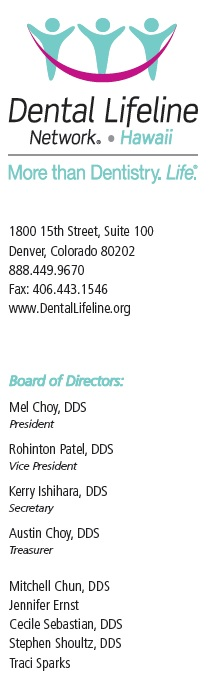 Dental Lifeline
Network® • Hawaii
More than Dentistry. Life.®
1800 15th Street, Suite 100
Denver, Colorado 80202
888.449.9670
Fax: 406.443.1546
www.DentalLifeline.org
Board of Directors:
Mel Choy, DDS
President
Rohinton Patel, DDS
Vice President
Kerry Ishihara, DDS
Secretary
Austin Choy, DDS
Treasurer
Mitchell Chun, DDS
Jennifer Ernst
Cecile Sebastian, DDS
Stephen Shoultz, DDS
Traci Sparks